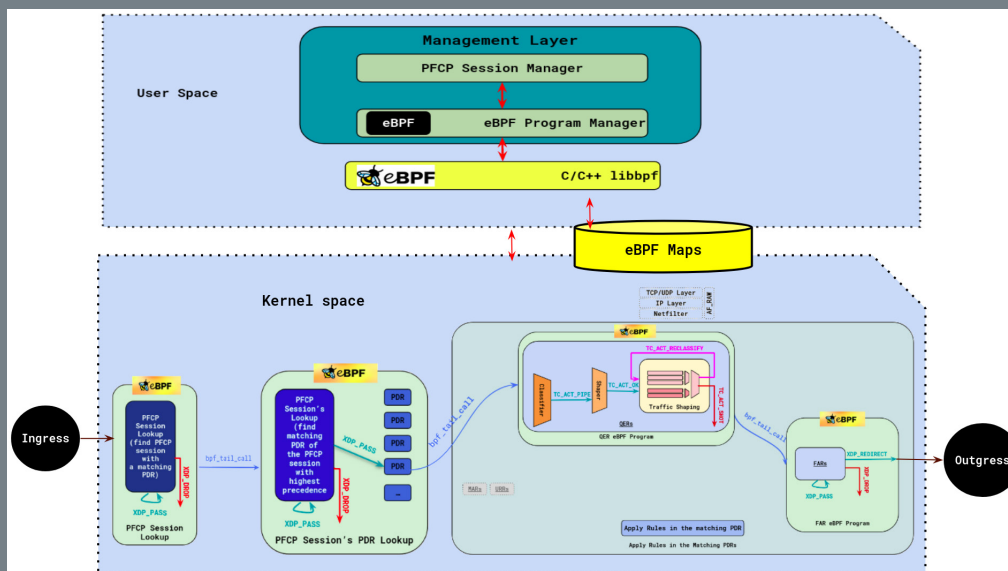 Management Layer
PFCP Session Manager
User Space
eBPF
eBPF Program Manager
eBPF
C/C++ libbpf
eBPF Maps
Kernel space
TCP/UDP Layer
IP Layer
Netfilter
AF_RAW
eBPF
TC_ACT_RECLASSIFY
Classifier
TC_ACT_PIPE
Shaper
TC_ACT_OK
Traffic Shaping
TC_ACT_SHOT
QERs
QER eBPF Program
eBPF
PFCP
Session
Lookup
(find PFCP
session
with
a matching
PDR)
XDP_DROP
XDP_PASS
PFCP Session
Lookup
Ingress
bpf_tail_call
eBPF
PFCP
Session's
Lookup
(find
matching
PDR of
the PFCP
session
with
highest
precedence
XDP_PASS
XDP_DROP
XDP_PASS
PDR
PDR
PDR
PDR
…
PFCP Session's PDR Lookup
bpf_tail_call
MARs
URRs
bpf_tail_call
eBPF
FARs
XDP_REDIRECT
XDP_DROP
XDP_PASS
FAR eBPF Program
Outgress
Apply Rules in the matching PDR
Apply Rules in the Matching PDRs